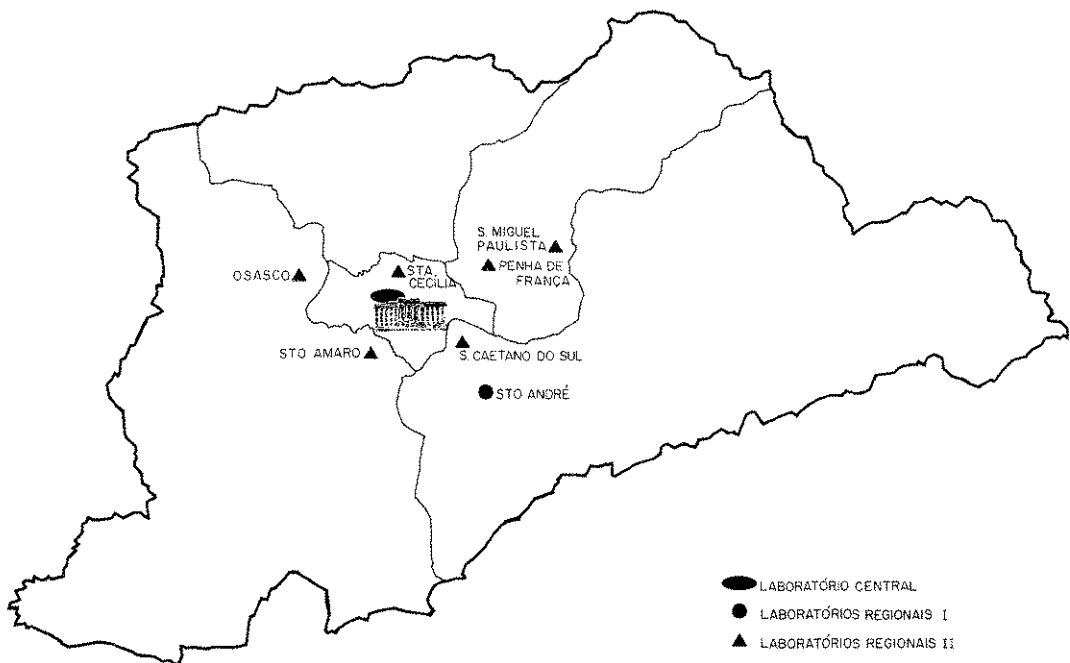 S. MIGUEL
PAULISTA
OSASCO
STA.
CECÍLIA
PENHA DE
FRANÇA
STO AMARO
S. CAETANO DO SUL
STO ANDRÉ
LABORATÓRIO CENTRAL
LABORATÓRIOS REGIONAIS I
LABORATÓRIOS REGIONAIS II